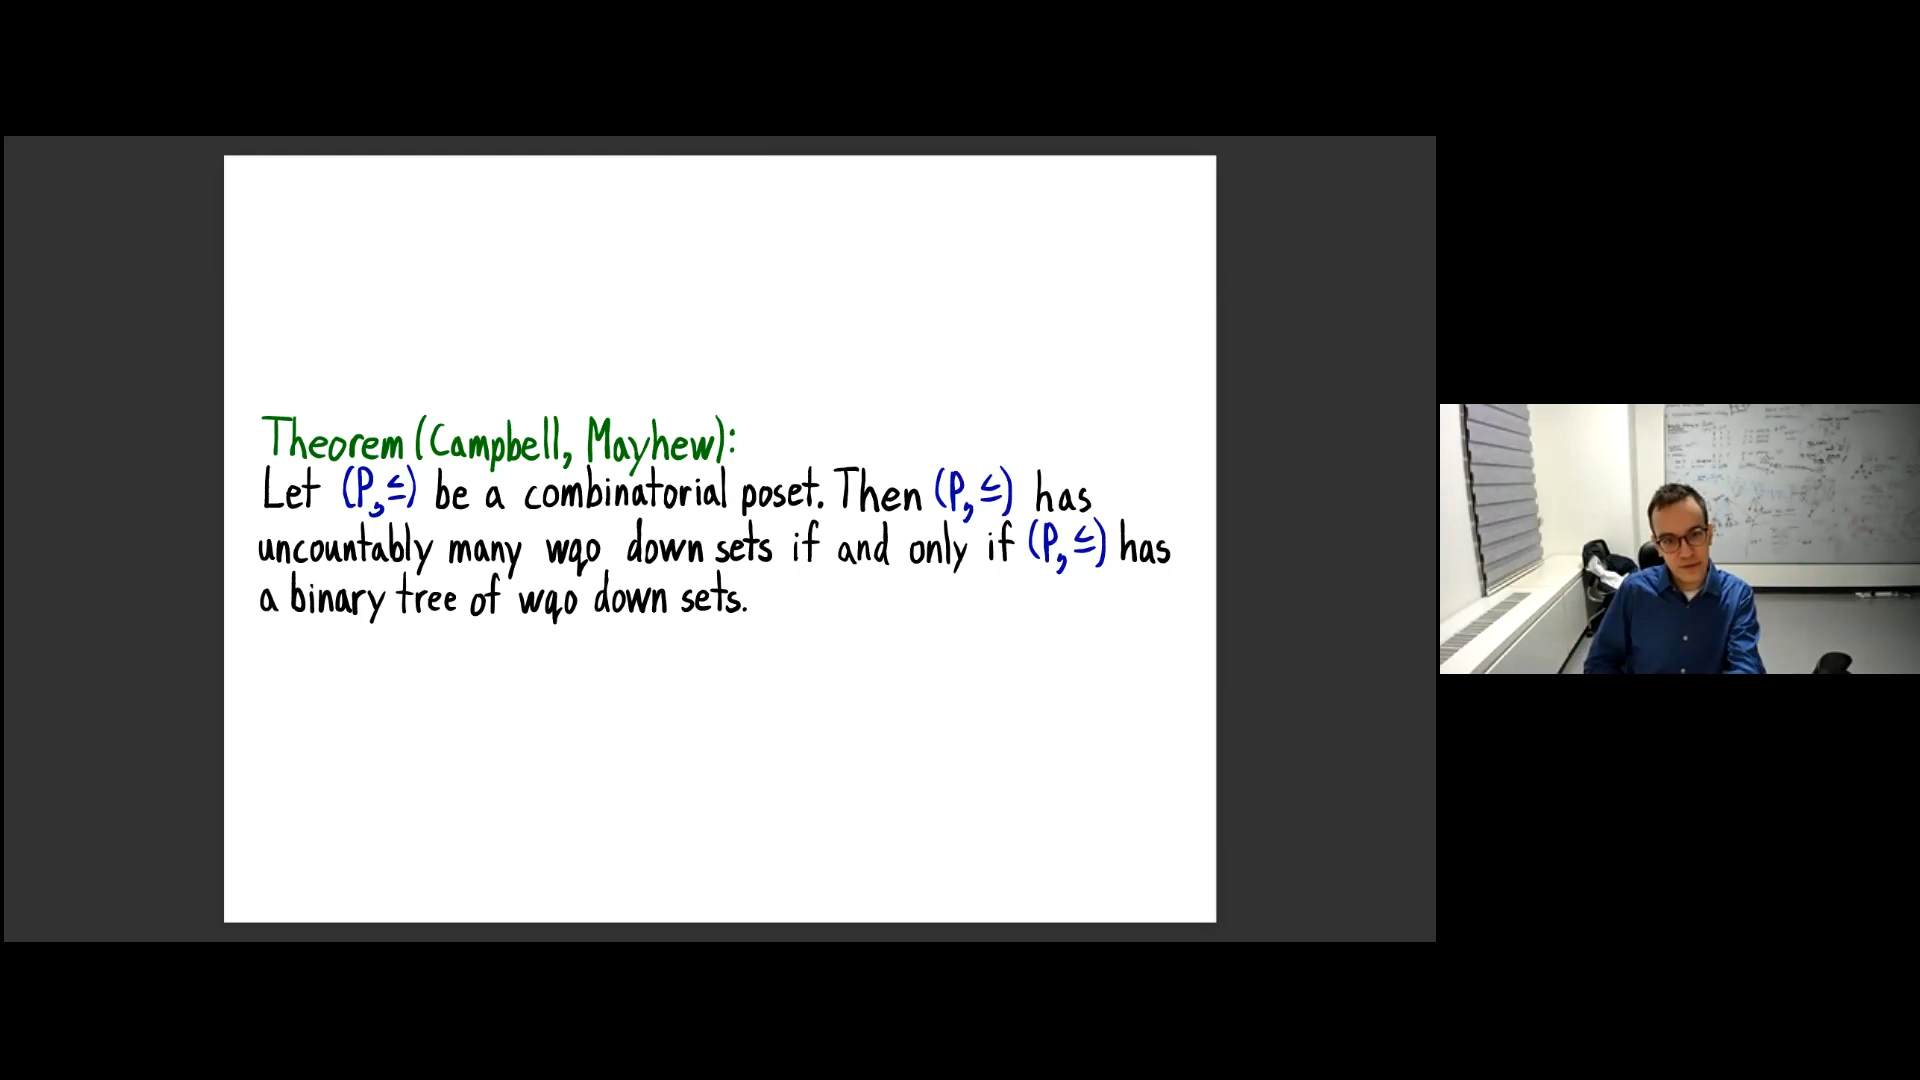 Theorem (Campbell, Mayhew):
Let (P, ≤) be a combinatorial poset. Then (P, ≤) has
uncountably many wqo down sets if and only if (P, ≤) has
a binary tree of wqo down sets.